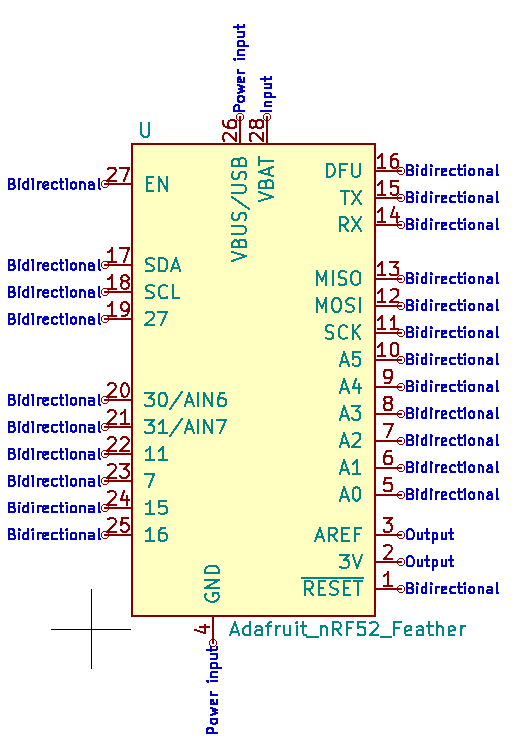 Power input
Input
U
26
28
VBUS/USB
VBAT
Bidirectional 27 EN
DFU 16 Bidirectional
TX 15 Bidirectional
RX 14 Bidirectional
Bidirectional 17 SDA
MISO 13 Bidirectional
Bidirectional 18 SCL
MOSI 12 Bidirectional
Bidirectional 19 27
SCK 11 Bidirectional
A5 10 Bidirectional
A4 9 Bidirectional
Bidirectional 20 30/AIN6
A3 8 Bidirectional
Bidirectional 21 31/AIN7
A2 7 Bidirectional
Bidirectional 22 11
A1 6 Bidirectional
Bidirectional 23 7
A0 5 Bidirectional
Bidirectional 24 15
Bidirectional 25 16
AREF 3 Output
3V 2 Output
RESET 1 Bidirectional
GND
4
Adafruit_nRF52_Feather
Power input